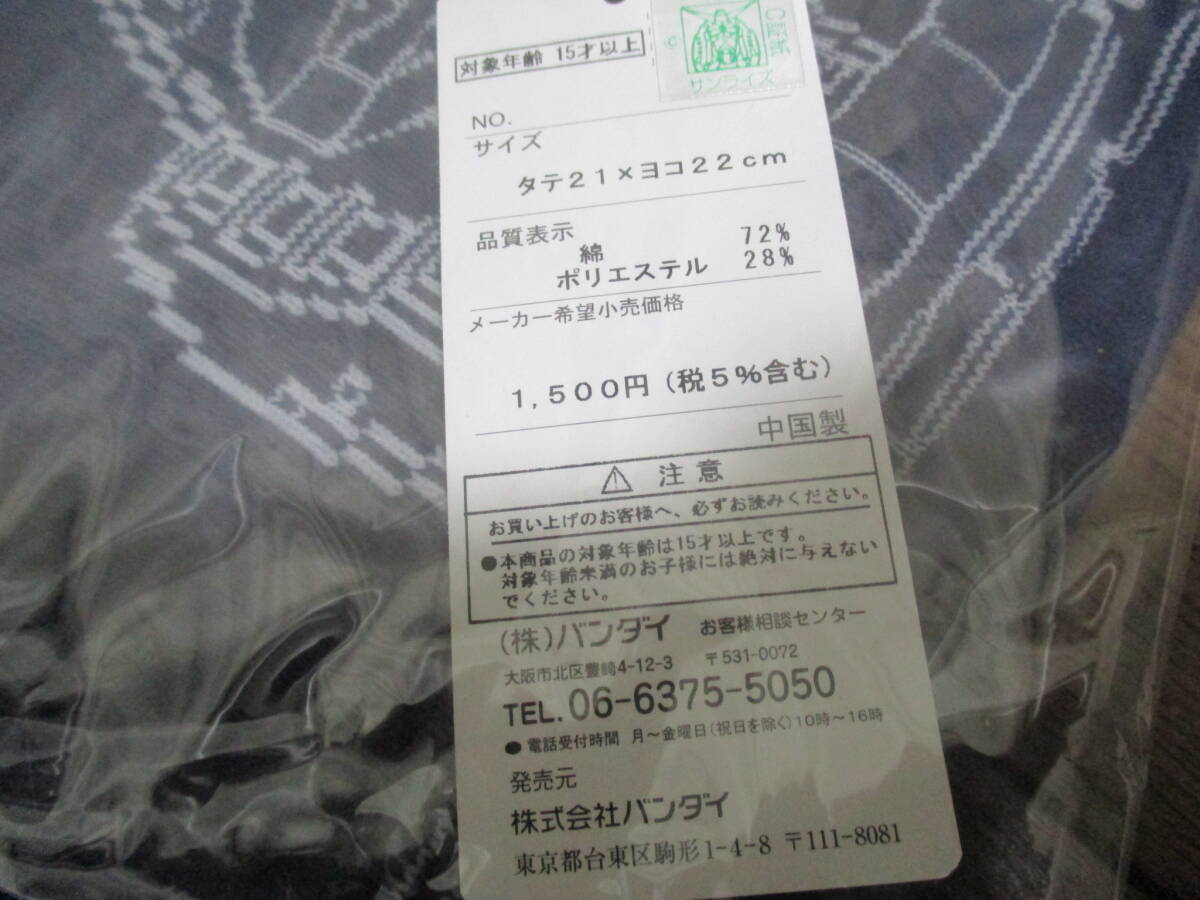 対象年齢 15才以上
サンライズ
NO.
サイズ
タテ21×ヨコ22cm
品質表示
綿 72%
ポリエステル 28%
メーカー希望小売価格
1,500円(税5%含む)
中国製
⚠ 注意
お買い上げのお客様へ、必ずお読みください。
●本商品の対象年齢は15才以上です。
対象年齢未満のお子様には絶対に与えない
でください。
(株)バンダイ お客様相談センター
大阪市北区豊崎4-12-3 〒531-0072
TEL.06-6375-5050
●電話受付時間 月~金曜日(祝日を除く)10時~16時
発売元
株式会社バンダイ
東京都台東区駒形1-4-8 〒111-8081